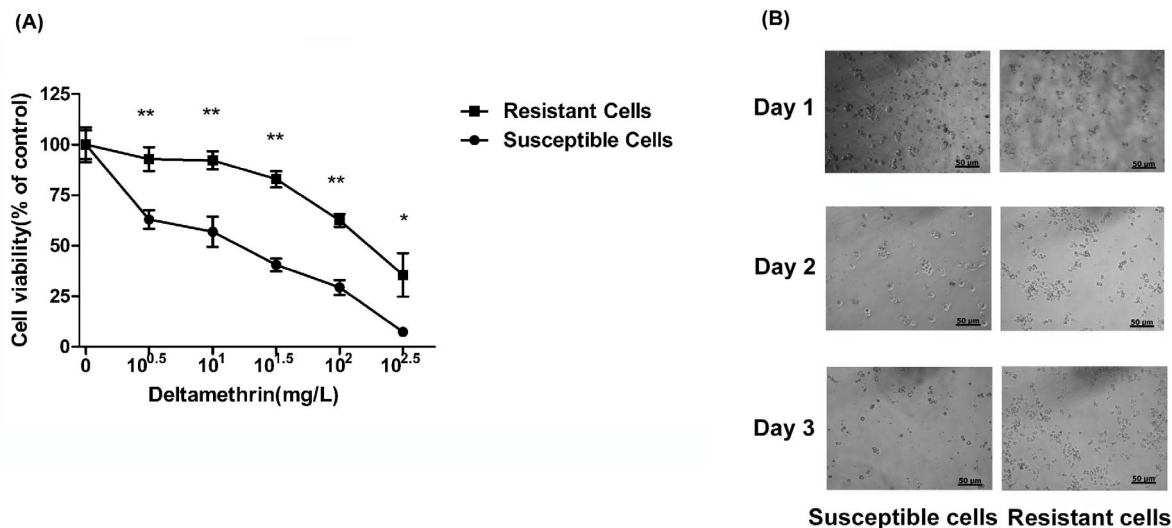 (A)
125
100
75
50
25
0
Cell viability(% of control)
**
**
**
**
*
0
10^0.5
10^1
10^1.5
10^2
10^2.5
Deltamethrin(mg/L)
Resistant Cells
Susceptible Cells
(B)
Day 1
50 μm
50 μm
Day 2
50 μm
50 μm
Day 3
50 μm
50 μm
Susceptible cells
Resistant cells